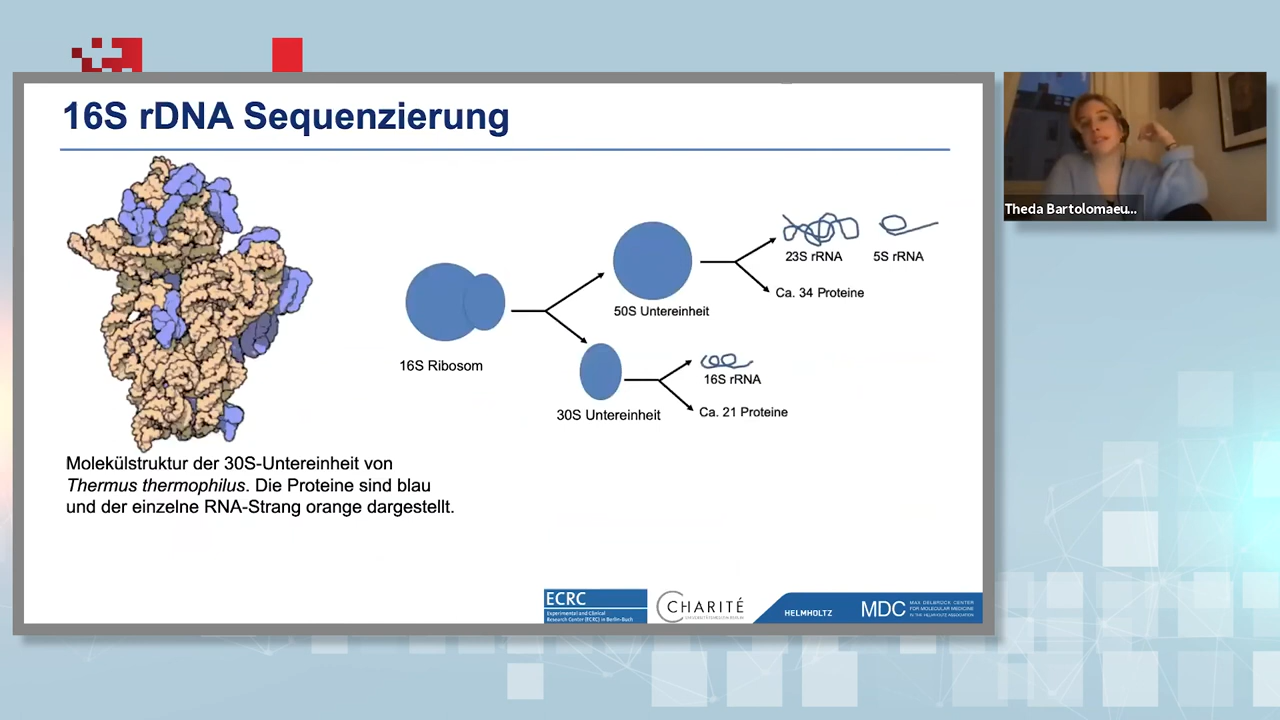 16S rDNA Sequenzierung
Theda Bartolomaeu...
23S rRNA
5S rRNA
Ca. 34 Proteine
50S Untereinheit
16S Ribosom
16S rRNA
30S Untereinheit
Ca. 21 Proteine
Molekülstruktur der 30S-Untereinheit von
Thermus thermophilus. Die Proteine sind blau
und der einzelne RNA-Strang orange dargestellt.
ECRC
Experimental and Clinical
Research Center (ECRC) in Berlin-Buch
CHARITÉ
UNIVERSITÄTSMEDIZIN BERLIN
HELMHOLTZ
MDC
MAX DELBRÜCK CENTER
FOR MOLECULAR MEDICINE
IN THE HELMHOLTZ ASSOCIATION